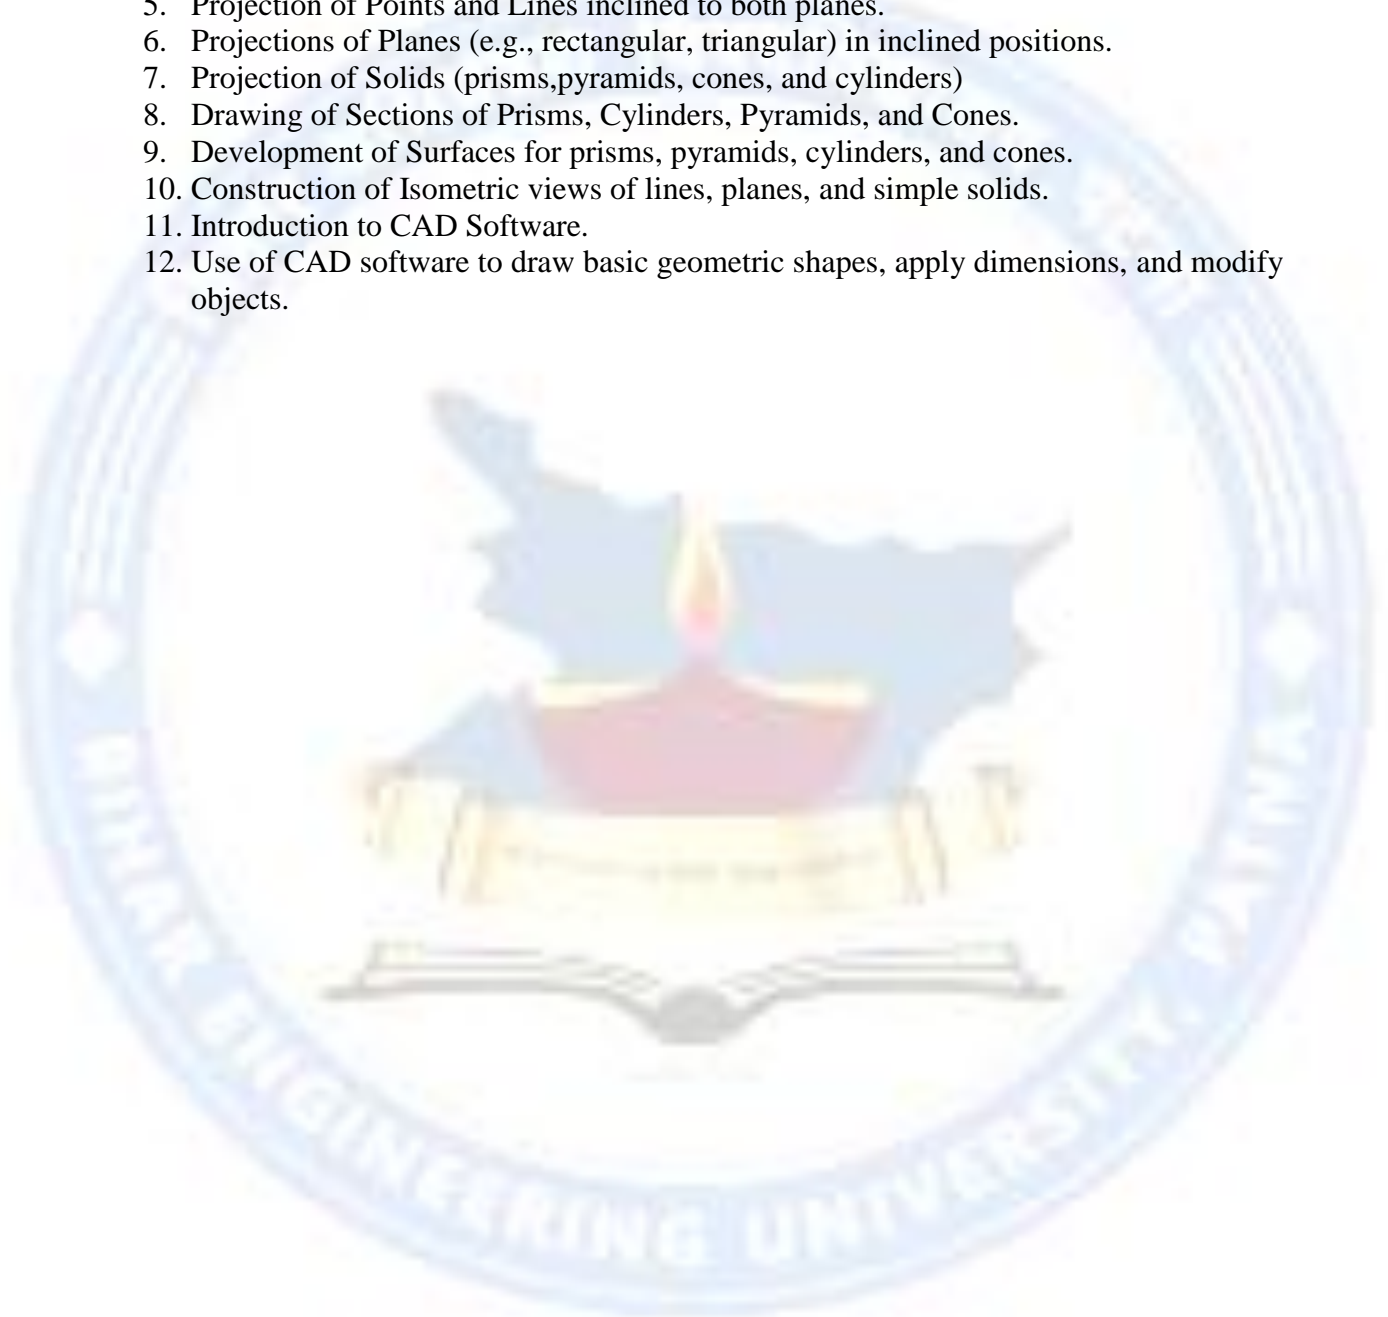 5. Projection of Points and Lines inclined to both planes.
6. Projections of Planes (e.g., rectangular, triangular) in inclined positions.
7. Projection of Solids (prisms,pyramids, cones, and cylinders)
8. Drawing of Sections of Prisms, Cylinders, Pyramids, and Cones.
9. Development of Surfaces for prisms, pyramids, cylinders, and cones.
10. Construction of Isometric views of lines, planes, and simple solids.
11. Introduction to CAD Software.
12. Use of CAD software to draw basic geometric shapes, apply dimensions, and modify
objects.
BIHAR ENGINEERING UNIVERSITY, PATNA